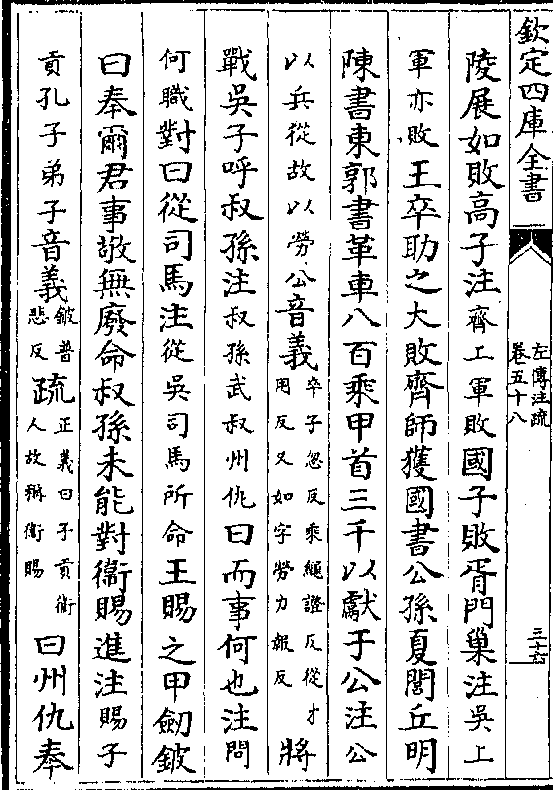 欽定四庫全書
左傳注疏
卷五十八
三十六
陵展如敗高子注齊上軍敗國子敗胥門巢注吳上
軍亦敗王卒助之大敗齊師獲國書公孫夏閭丘明
陳書東郭書革車八百乘甲首三千以獻于公注公
以兵從故以勞公音義卒子忽反乘繩證反從才用反又如字勞力報反將
戰吳子呼叔孫注叔孫武叔州仇曰而事何也注問
何職對曰從司馬注從吳司馬所命王賜之甲劒鈹
曰奉爾君事敬無廢命叔孫未能對衞賜進注賜子
貢孔子弟子音義鈹普悲反疏正義曰子貢衞人故稱衞賜曰州仇奉